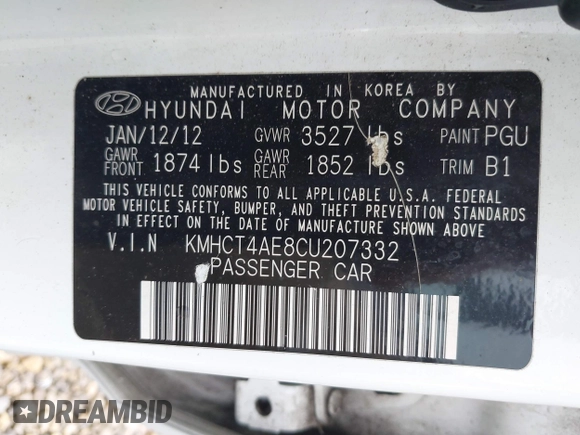 MANUFACTURED IN KOREA BY
HYUNDAI MOTOR COMPANY
JAN/12/12 GVWR 3527 lbs PAINT PGU
GAWR FRONT 1874 lbs GAWR REAR 1852 lbs TRIM B1
THIS VEHICLE CONFORMS TO ALL APPLICABLE U.S.A. FEDERAL
MOTOR VEHICLE SAFETY, BUMPER, AND THEFT PREVENTION STANDARDS
IN EFFECT ON THE DATE OF MANUFACTURE SHOWN ABOVE
V.I.N KMHCT4AE8CU207332
PASSENGER CAR
DREAMBID